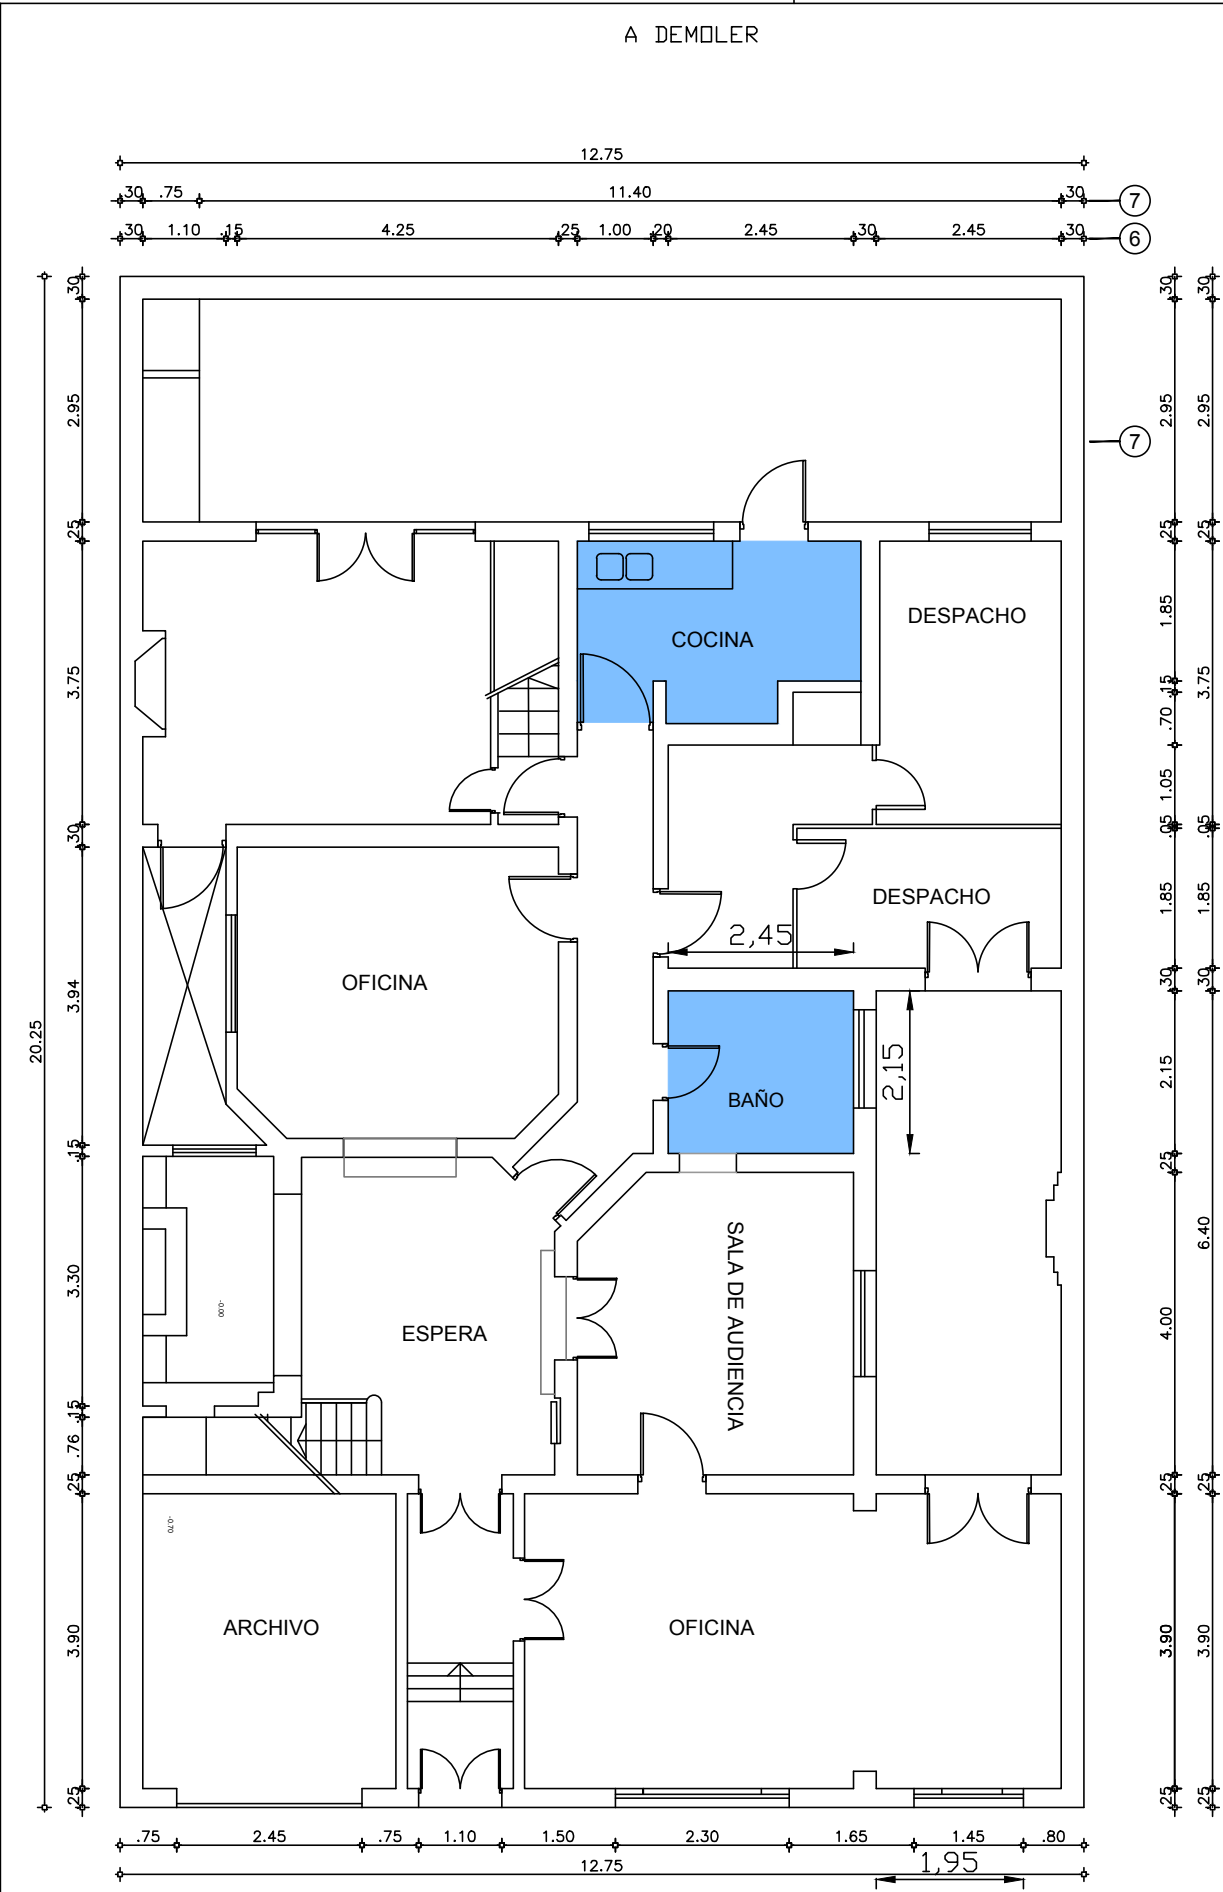 A DEMOLER
12.75
.30 .75 11.40 .30 7
.30 1.10 .15 4.25 .25 1.00 .20 2.45 .30 2.45 .30 6
.30 .30 .30
2.95 2.95 2.95
7
.25 .25 .25
COCINA
DESPACHO
1.85
3.75 .15 3.75
.70
1.05
.30 .05 .05
DESPACHO
1.85 1.85
2,45
OFICINA
3.94
.30 .30
20.25
2,15
2.15
BAÑO
.15 .25
SALA DE AUDIENCIA
6.40
3.30
-0.00
ESPERA
4.00
.15
.76
.25 .25 .25
-0.70
ARCHIVO
OFICINA
3.90 3.90 3.90
.25 .25 .25
.75 2.45 .75 1.10 1.50 2.30 1.65 1.45 .80
12.75
1,95